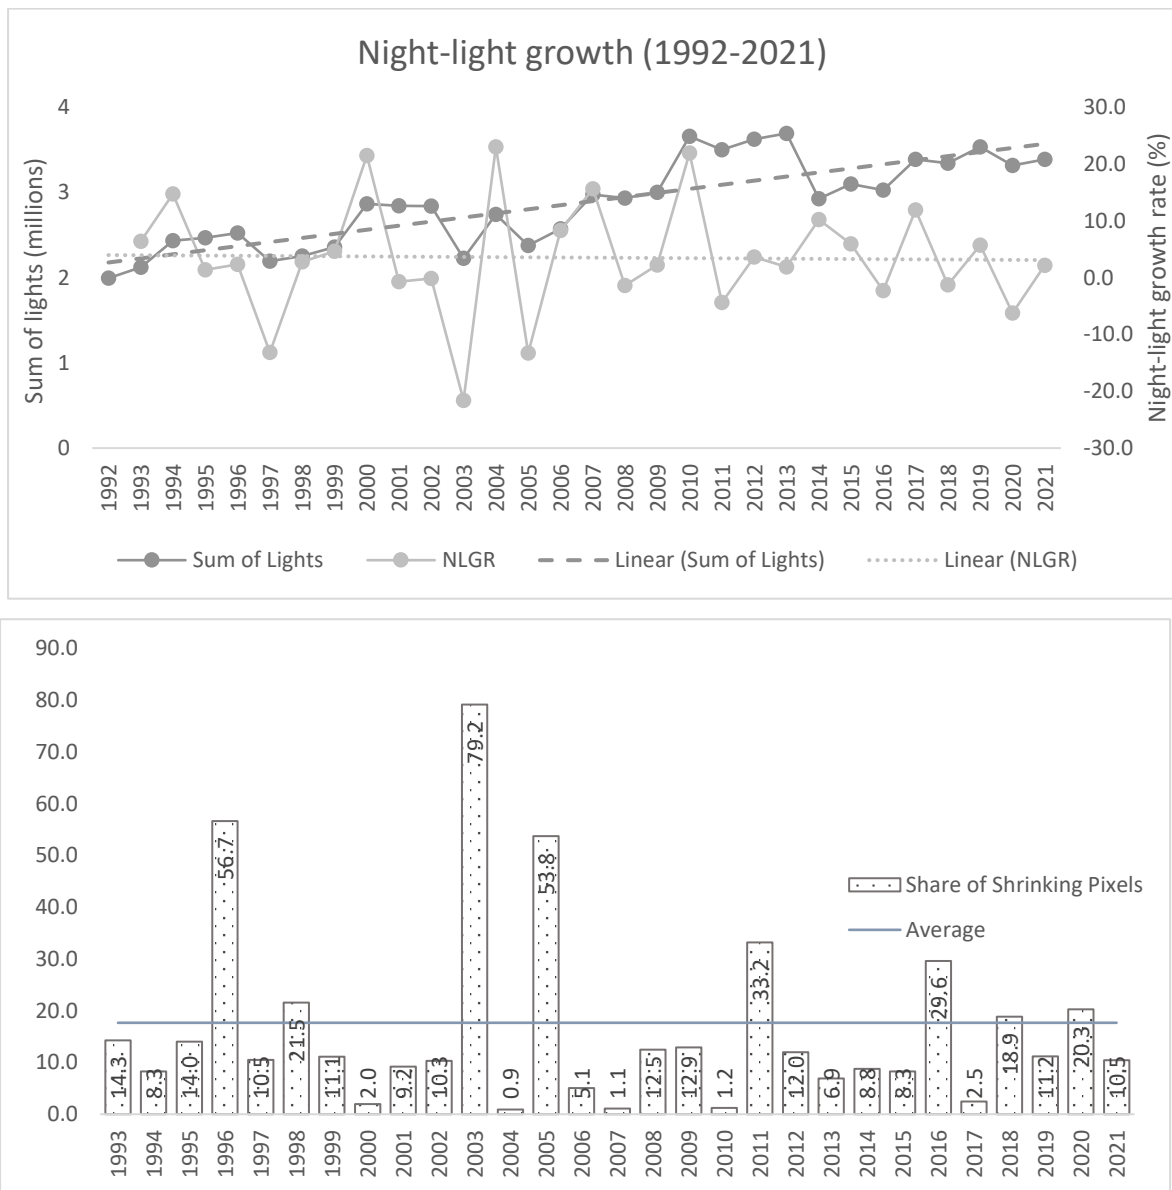 Night-light growth (1992-2021)
Sum of lights (millions)
4
3
2
1
0
30.0
20.0
10.0
0.0
-10.0
-20.0
-30.0
Night-light growth rate (%)
1992 1993 1994 1995 1996 1997 1998 1999 2000 2001 2002 2003 2004 2005 2006 2007 2008 2009 2010 2011 2012 2013 2014 2015 2016 2017 2018 2019 2020 2021
Sum of Lights NLGR Linear (Sum of Lights) Linear (NLGR)
90.0
80.0
70.0
60.0
50.0
40.0
30.0
20.0
10.0
0.0
14.3 8.3 14.0 56.7 10.5 21.5 11.1 2.0 9.2 10.3 79.2 0.9 53.8 5.1 1.1 12.5 12.9 1.2 33.2 12.0 6.9 8.8 8.3 29.6 2.5 18.9 11.2 20.3 10.5
Share of Shrinking Pixels
Average
1993 1994 1995 1996 1997 1998 1999 2000 2001 2002 2003 2004 2005 2006 2007 2008 2009 2010 2011 2012 2013 2014 2015 2016 2017 2018 2019 2020 2021